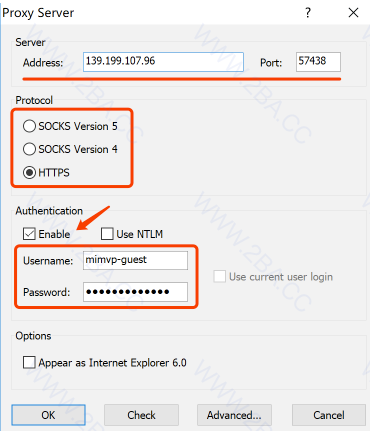 Proxy Server
Server
Address: 139.199.107.96 Port: 57438
Protocol
SOCKS Version 5
SOCKS Version 4
HTTPS
Authentication
Enable Use NTLM
Username: mimvp-guest
Use current user login
Password: ●●●●●●●●●●●●●
Options
Appear as Internet Explorer 6.0
OK Check Advanced... Cancel
WWW.2BA.CC